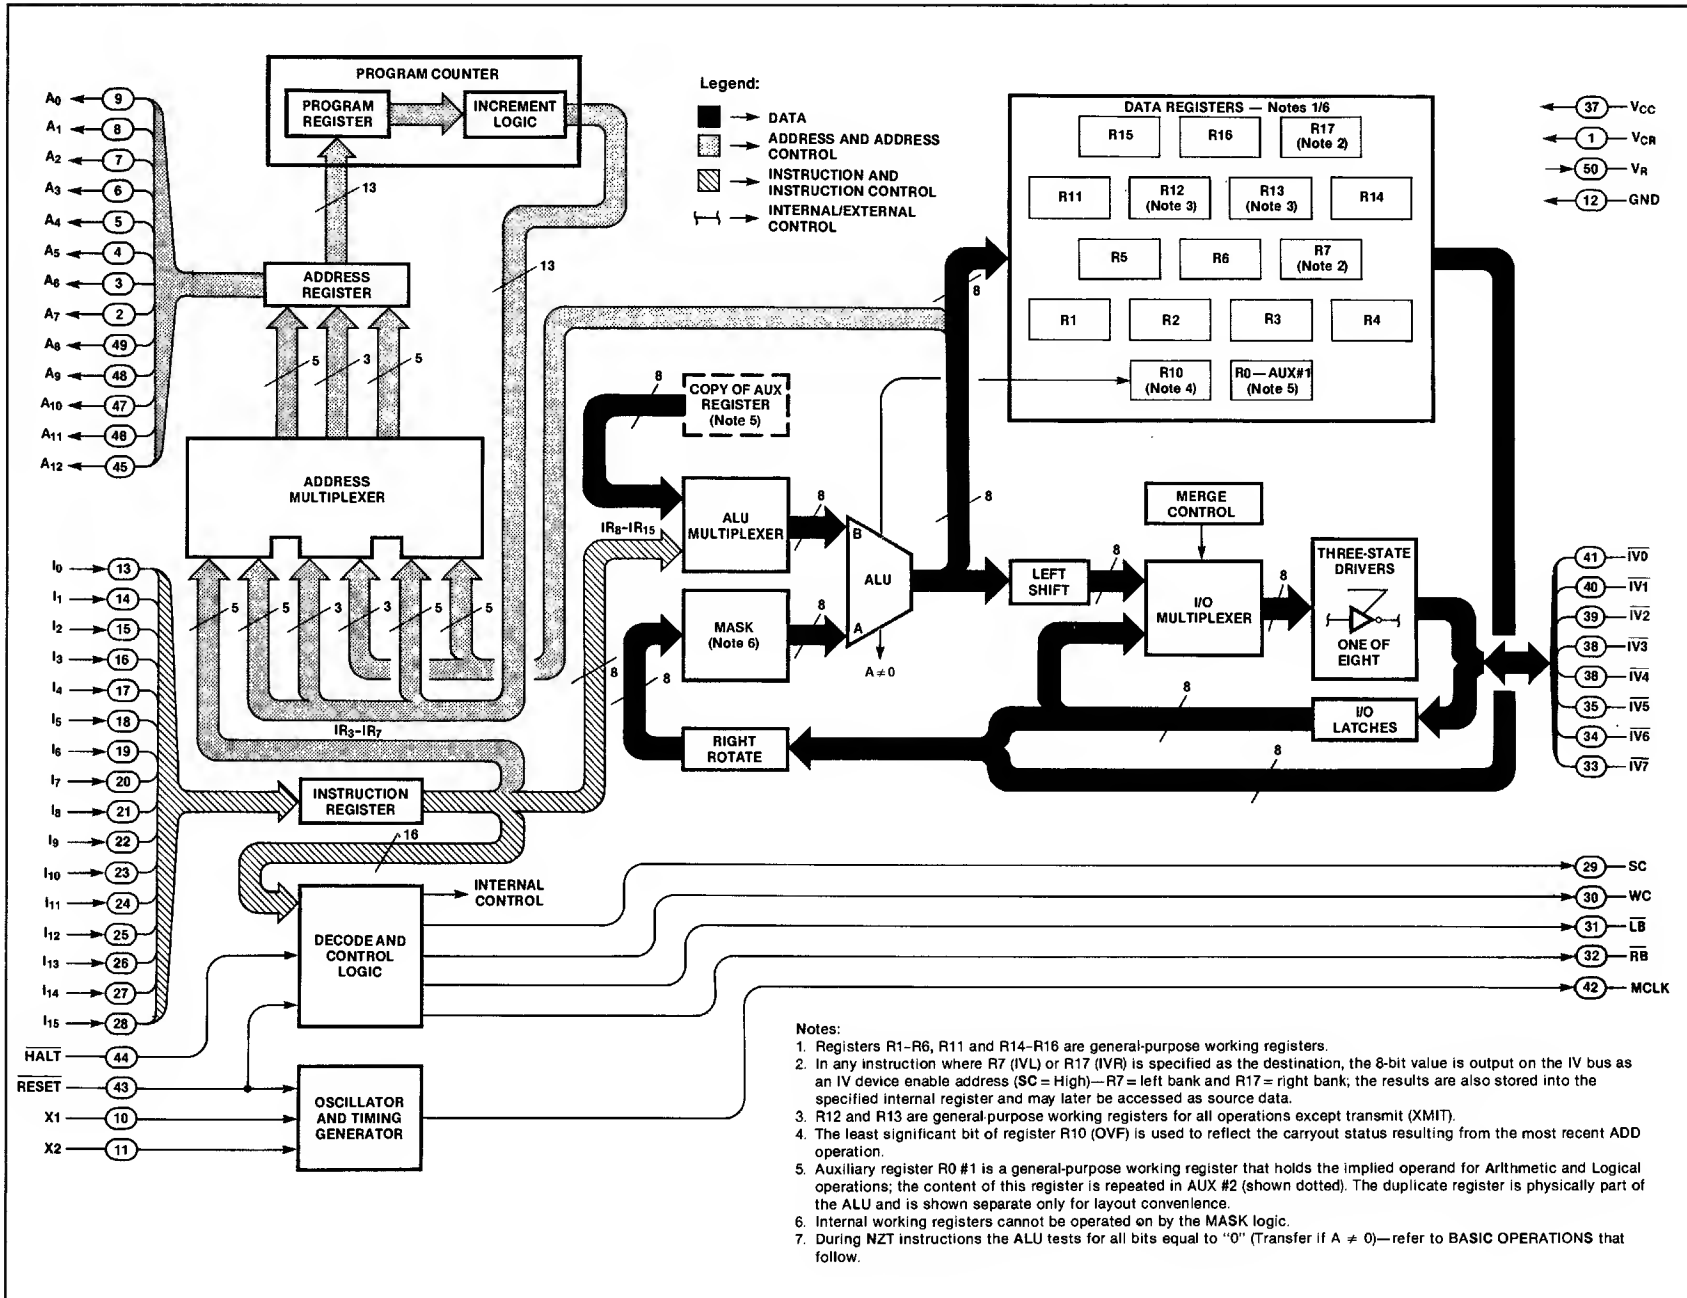 PROGRAM COUNTER
PROGRAM REGISTER
INCREMENT LOGIC
13
ADDRESS REGISTER
13
5
3
5
ADDRESS MULTIPLEXER
5
5
3
3
5
5
IR3-IR7
A0 9
A1 8
A2 7
A3 6
A4 5
A5 4
A6 3
A7 2
A8 49
A9 48
A10 47
A11 46
A12 45
I0 13
I1 14
I2 15
I3 16
I4 17
I5 18
I6 19
I7 20
I8 21
I9 22
I10 23
I11 24
I12 25
I13 26
I14 27
I15 28
HALT 44
RESET 43
X1 10
X2 11
Legend:
DATA
ADDRESS AND ADDRESS
CONTROL
INSTRUCTION AND
INSTRUCTION CONTROL
INTERNAL/EXTERNAL
CONTROL
DATA REGISTERS — Notes 1/6
R15
R16
R17
(Note 2)
R11
R12
(Note 3)
R13
(Note 3)
R14
R5
R6
R7
(Note 2)
R1
R2
R3
R4
R10
(Note 4)
R0—AUX#1
(Note 5)
37 VCC
1 VCR
50 VR
12 GND
8
8
COPY OF AUX
REGISTER
(Note 5)
IR8-IR15
ALU
MULTIPLEXER
8
B
ALU
A
A≠0
MASK
(Note 6)
8
8
8
RIGHT
ROTATE
8
LEFT
SHIFT
8
MERGE
CONTROL
I/O
MULTIPLEXER
8
THREE-STATE
DRIVERS
ONE OF
EIGHT
I/O
LATCHES
8
8
41 IV0
40 IV1
39 IV2
38 IV3
38 IV4
35 IV5
34 IV6
33 IV7
INSTRUCTION
REGISTER
16
INTERNAL
CONTROL
DECODE AND
CONTROL
LOGIC
OSCILLATOR
AND TIMING
GENERATOR
29 SC
30 WC
31 LB
32 RB
42 MCLK
Notes:
1. Registers R1–R6, R11 and R14–R16 are general-purpose working registers.
2. In any instruction where R7 (IVL) or R17 (IVR) is specified as the destination, the 8-bit value is output on the IV bus as
an IV device enable address (SC = High)—R7 = left bank and R17 = right bank; the results are also stored into the
specified internal register and may later be accessed as source data.
3. R12 and R13 are general-purpose working registers for all operations except transmit (XMIT).
4. The least significant bit of register R10 (OVF) is used to reflect the carryout status resulting from the most recent ADD
operation.
5. Auxiliary register R0 #1 is a general-purpose working register that holds the implied operand for Arithmetic and Logical
operations; the content of this register is repeated in AUX #2 (shown dotted). The duplicate register is physically part of
the ALU and is shown separate only for layout convenience.
6. Internal working registers cannot be operated on by the MASK logic.
7. During NZT instructions the ALU tests for all bits equal to "0" (Transfer if A ≠ 0)—refer to BASIC OPERATIONS that
follow.